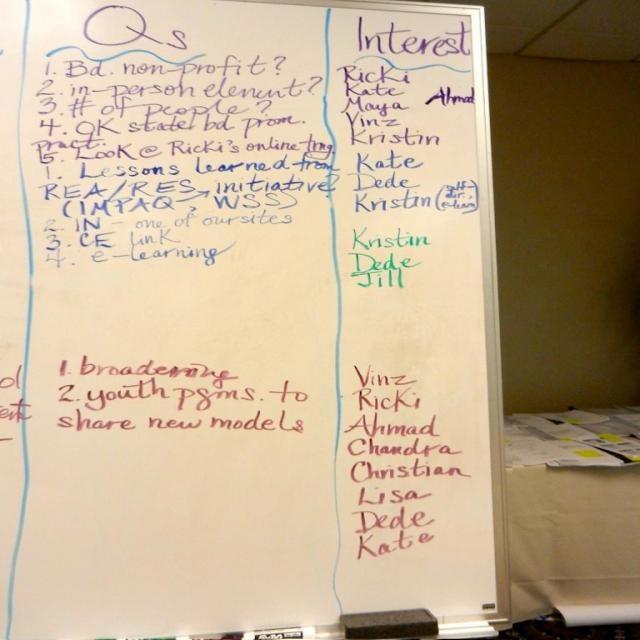 Qs
1. Bd. non-profit?
2. in-person element?
3. # of people?
4. OK state bd prom.
pract.
5. Look @ Ricki's online trng
1. Lessons learned from
REA/RES initiative
(IMPAQ, WSS)
2. IN - one of our sites
3. CE link
4. e-learning
1. broadening
2. youth pgms. to
share new models
Interest
Ricki
Kate
Maya Ahmad
Vinz
Kristin
Kate
Dede
Kristin
Kristin
Dede
Jill
Vinz
Ricki
Ahmad
Chandra
Christian
Lisa
Dede
Kate